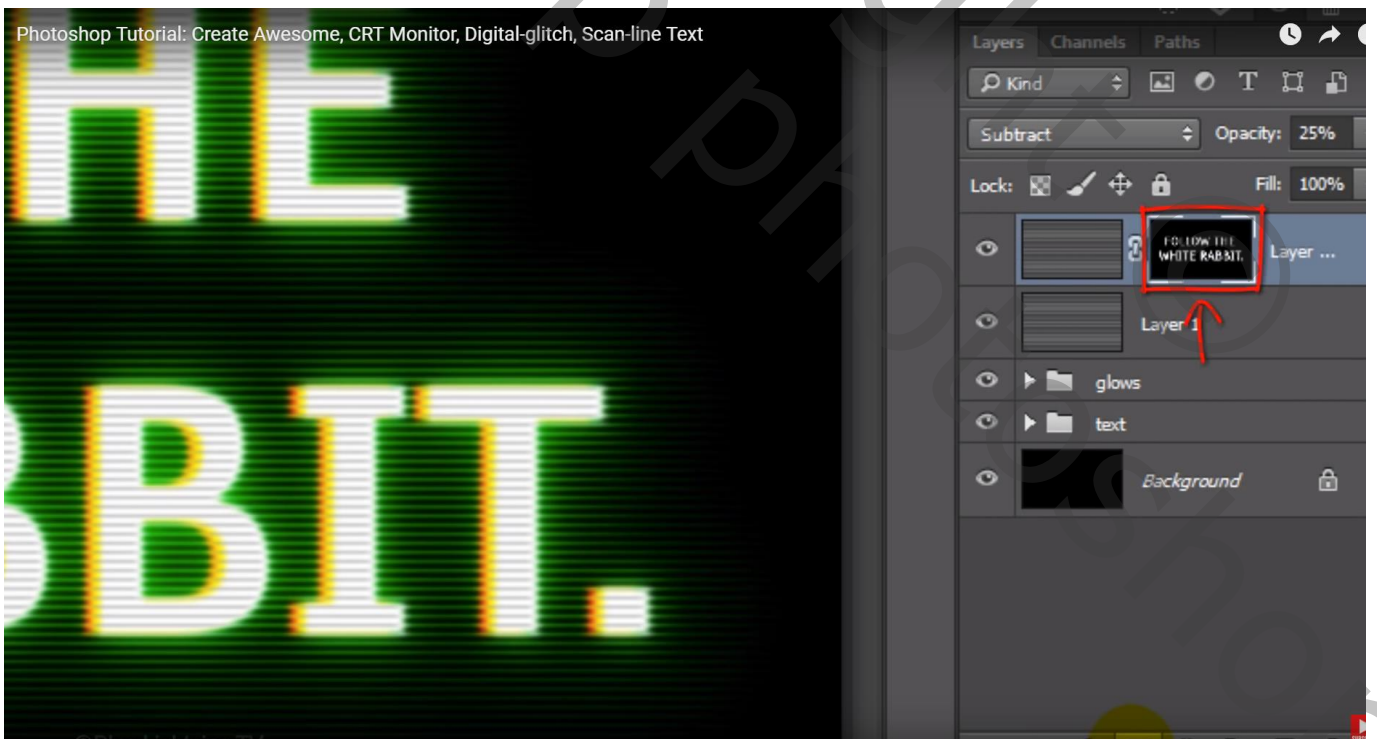 Photoshop Tutorial: Create Awesome, CRT Monitor, Digital-glitch, Scan-line Text
Layers Channels Paths
Kind
Subtract Opacity: 25%
Lock: Fill: 100%
FOLLOW THE
WHITE RABBIT.
Layer ...
Layer 1
glows
text
Background
HE
BBIT.